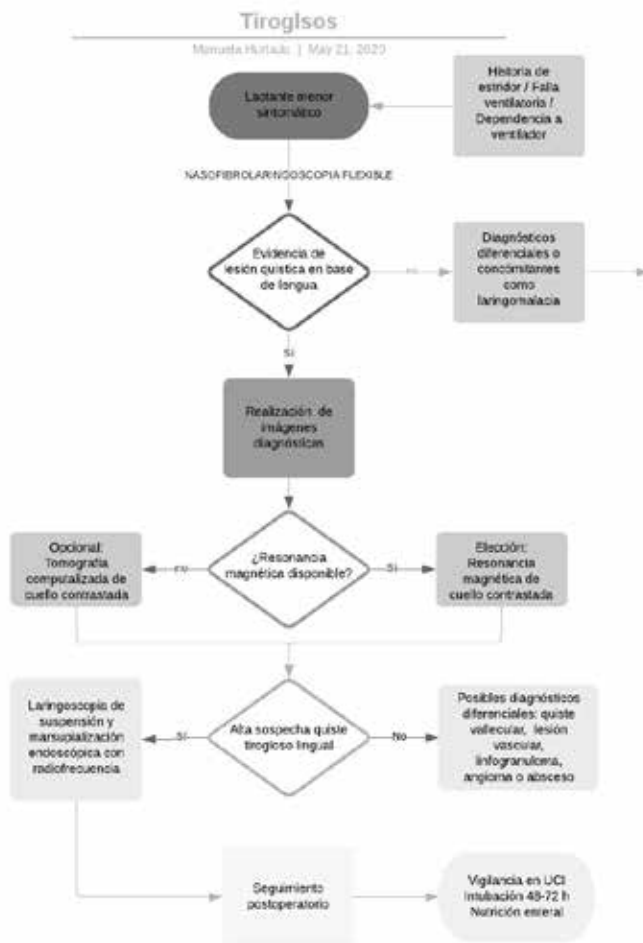 Tiroglsos
Manuela Hurtado | May 21, 2020
Lactante menor
sintomático
Historia de
estridor / Falla
ventilatoria /
Dependencia a
ventilador
NASOFIBROLARINGOSCOPIA FLEXIBLE
Evidencia de
lesión quística en base
de lengua
no
Diagnósticos
diferenciales o
concómitantes
como
laringomalacia
Sí
Realización de
imágenes
diagnósticas
Opcional:
Tomografía
computalizada de
cuello contrastada
no
¿Resonancia
magnética disponible?
Sí
Elección:
Resonancia
magnética de
cuello contrastada
Laringoscopia de
suspensión y
marsupialización
endoscópica con
radiofrecuencia
Sí
Alta sospecha quiste
tirogloso lingual
No
Posibles diagnósticos
diferenciales: quiste
vallecular, lesión
vascular,
linfogranuloma,
angioma o absceso
Seguimiento
postoperatorio
Vigilancia en UCI
Intubación 48-72 h
Nutrición enteral